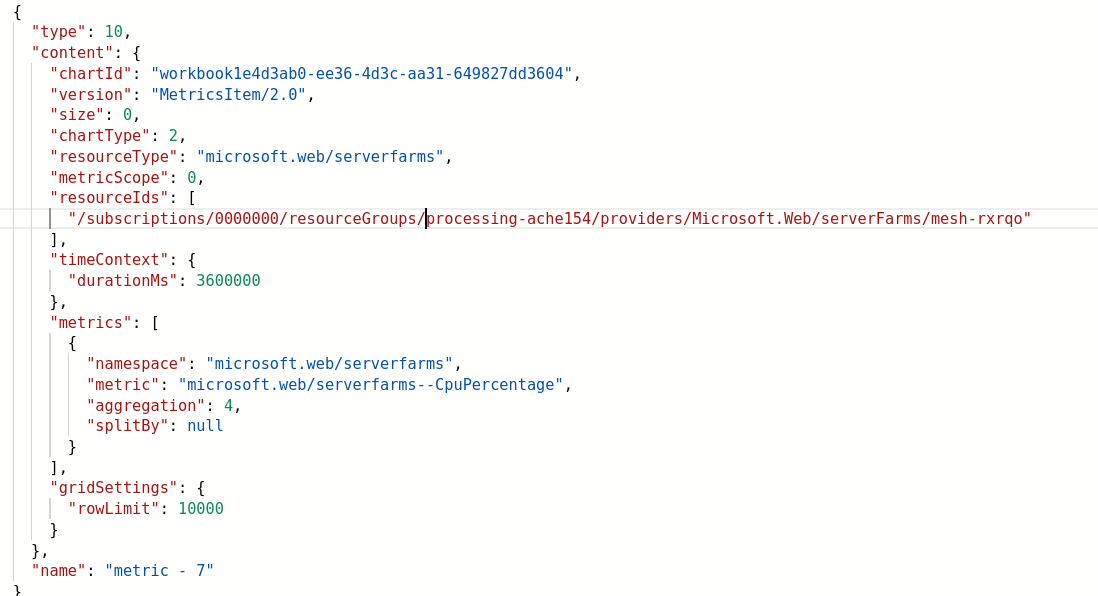 {
  "type": 10,
  "content": {
    "chartId": "workbook1e4d3ab0-ee36-4d3c-aa31-649827dd3604",
    "version": "MetricsItem/2.0",
    "size": 0,
    "chartType": 2,
    "resourceType": "microsoft.web/serverfarms",
    "metricScope": 0,
    "resourceIds": [
      "/subscriptions/0000000/resourceGroups/processing-ache154/providers/Microsoft.Web/serverFarms/mesh-rxrqo"
    ],
    "timeContext": {
      "durationMs": 3600000
    },
    "metrics": [
      {
        "namespace": "microsoft.web/serverfarms",
        "metric": "microsoft.web/serverfarms--CpuPercentage",
        "aggregation": 4,
        "splitBy": null
      }
    ],
    "gridSettings": {
      "rowLimit": 10000
    }
  },
  "name": "metric - 7"
}